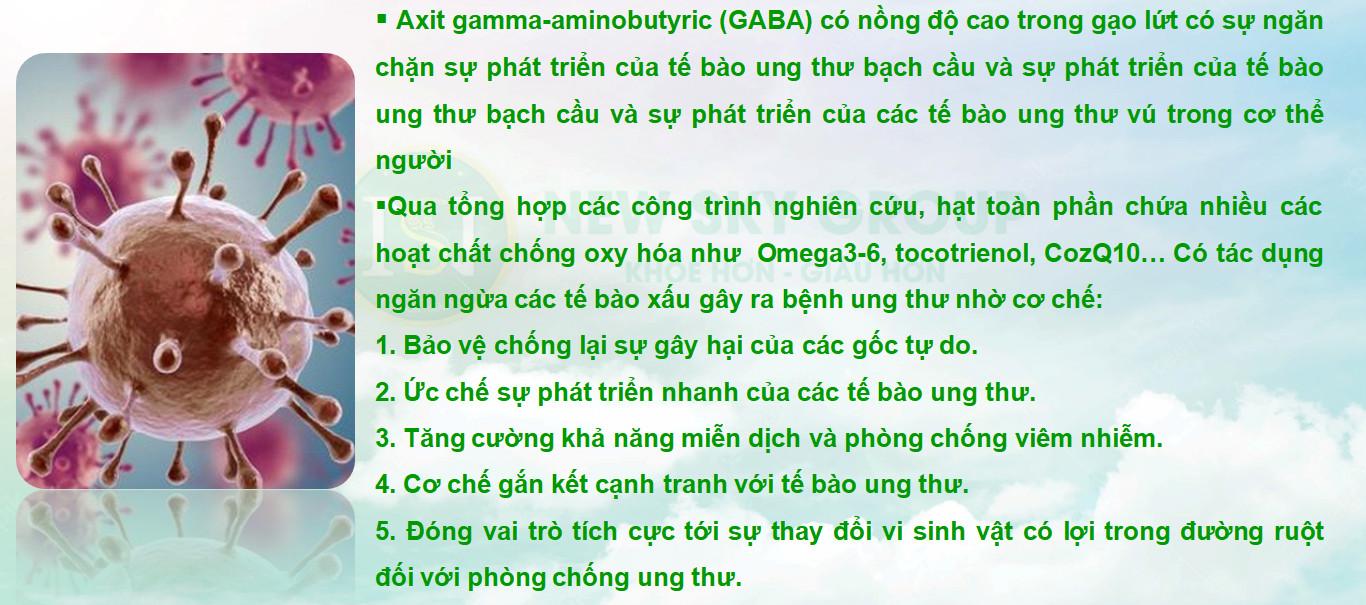 ▪ Axit gamma-aminobutyric (GABA) có nồng độ cao trong gạo lứt có sự ngăn
chặn sự phát triển của tế bào ung thư bạch cầu và sự phát triển của tế bào
ung thư bạch cầu và sự phát triển của các tế bào ung thư vú trong cơ thể
người
▪Qua tổng hợp các công trình nghiên cứu, hạt toàn phần chứa nhiều các
hoạt chất chống oxy hóa như Omega3-6, tocotrienol, CozQ10... Có tác dụng
ngăn ngừa các tế bào xấu gây ra bệnh ung thư nhờ cơ chế:
1. Bảo vệ chống lại sự gây hại của các gốc tự do.
2. Ức chế sự phát triển nhanh của các tế bào ung thư.
3. Tăng cường khả năng miễn dịch và phòng chống viêm nhiễm.
4. Cơ chế gắn kết cạnh tranh với tế bào ung thư.
5. Đóng vai trò tích cực tới sự thay đổi vi sinh vật có lợi trong đường ruột
đối với phòng chống ung thư.
NEW SKY GROUP
KHỎE HƠN - GIÀU HƠN